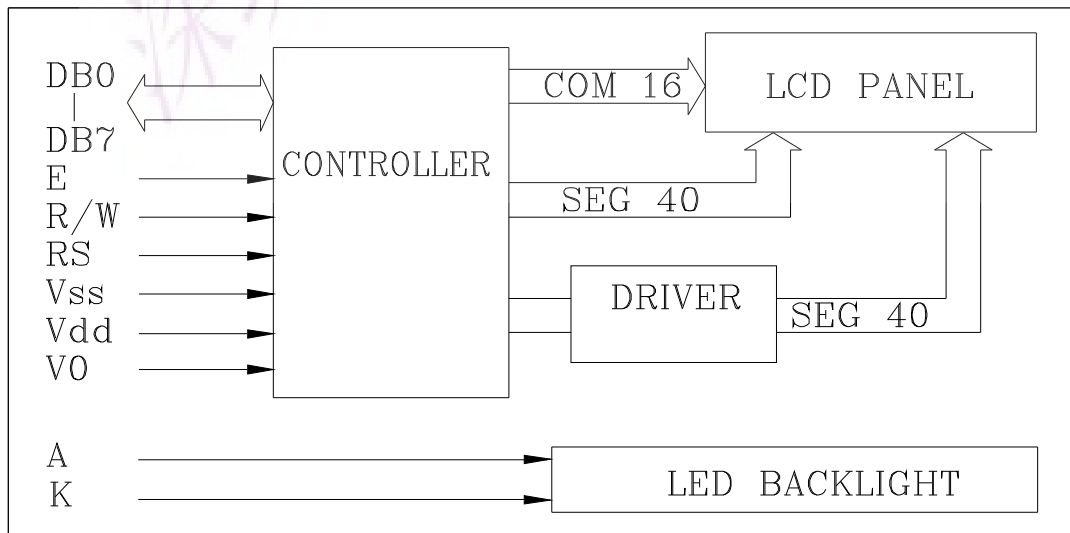 DB0
DB7
E
R/W
RS
Vss
Vdd
V0
A
K
CONTROLLER
COM 16
SEG 40
DRIVER
SEG 40
LCD PANEL
LED BACKLIGHT